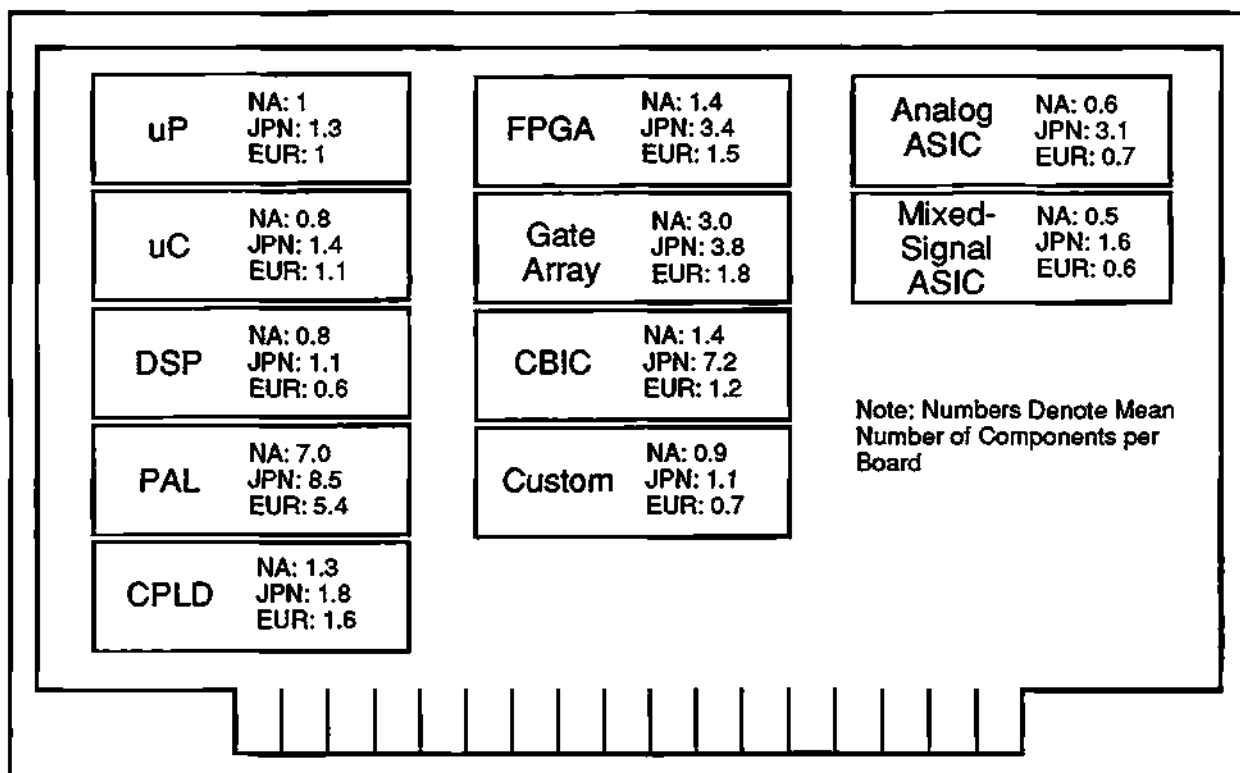 uP
NA: 1
JPN: 1.3
EUR: 1
uC
NA: 0.8
JPN: 1.4
EUR: 1.1
DSP
NA: 0.8
JPN: 1.1
EUR: 0.6
PAL
NA: 7.0
JPN: 8.5
EUR: 5.4
CPLD
NA: 1.3
JPN: 1.8
EUR: 1.6
FPGA
NA: 1.4
JPN: 3.4
EUR: 1.5
Gate
Array
NA: 3.0
JPN: 3.8
EUR: 1.8
CBIC
NA: 1.4
JPN: 7.2
EUR: 1.2
Custom
NA: 0.9
JPN: 1.1
EUR: 0.7
Analog
ASIC
NA: 0.6
JPN: 3.1
EUR: 0.7
Mixed-
Signal
ASIC
NA: 0.5
JPN: 1.6
EUR: 0.6
Note: Numbers Denote Mean
Number of Components per
Board